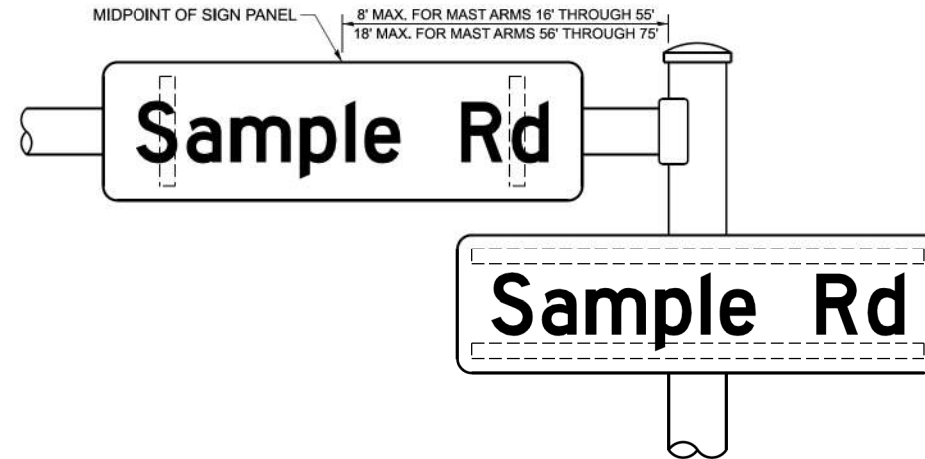 MIDPOINT OF SIGN PANEL
8' MAX. FOR MAST ARMS 16' THROUGH 55'
18' MAX. FOR MAST ARMS 56' THROUGH 75'
Sample Rd
Sample Rd